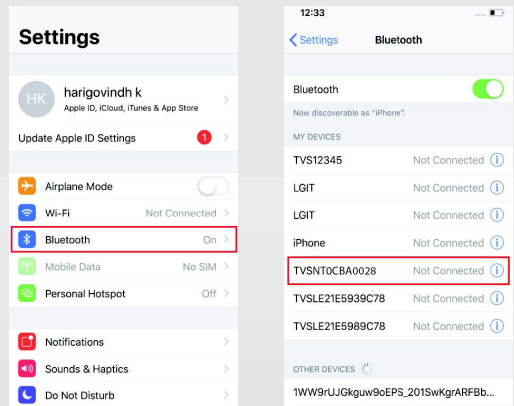 Settings
HK
harigovindh k
Apple ID, iCloud, iTunes & App Store
Update Apple ID Settings 1
Airplane Mode
Wi-Fi Not Connected
Bluetooth On
Mobile Data No SIM
Personal Hotspot Off
Notifications
Sounds & Haptics
Do Not Disturb
12:33
Settings Bluetooth
Bluetooth
Now discoverable as "iPhone".
MY DEVICES
TVS12345 Not Connected
LGIT Not Connected
LGIT Not Connected
iPhone Not Connected
TVSNT0CBA0028 Not Connected
TVSLE21E5939C78 Not Connected
TVSLE21E5989C78 Not Connected
OTHER DEVICES
1WW9rUJGkguw9oEPS_201SwKgrARFBb...